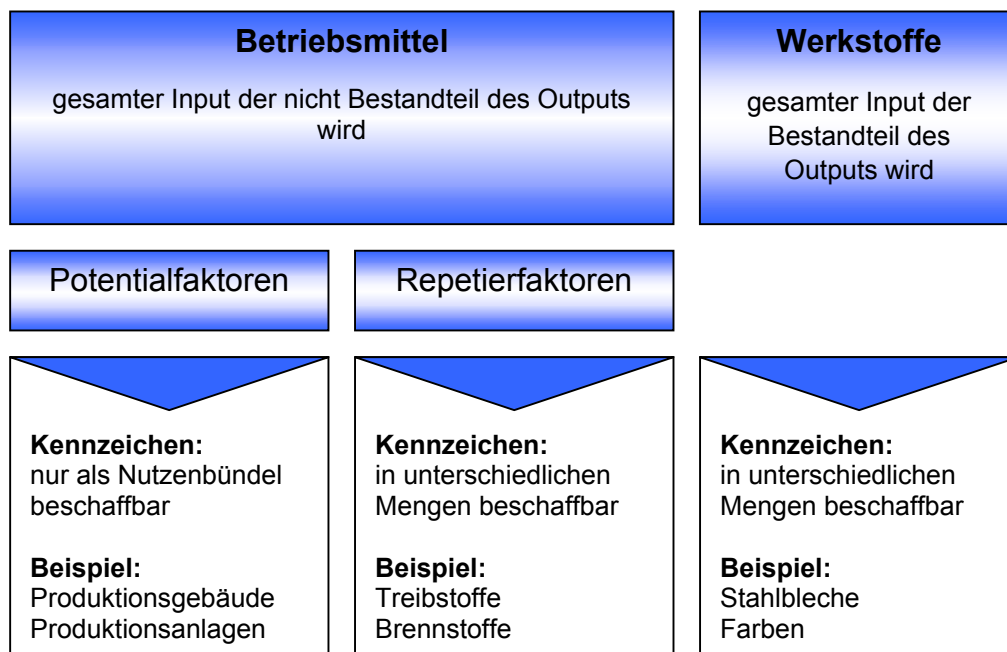 Betriebsmittel
gesamter Input der nicht Bestandteil des Outputs
wird
Werkstoffe
gesamter Input der
Bestandteil des
Outputs wird
Potentialfaktoren
Repetierfaktoren
Kennzeichen:
nur als Nutzenbündel
beschaffbar
Beispiel:
Produktionsgebäude
Produktionsanlagen
Kennzeichen:
in unterschiedlichen
Mengen beschaffbar
Beispiel:
Treibstoffe
Brennstoffe
Kennzeichen:
in unterschiedlichen
Mengen beschaffbar
Beispiel:
Stahlbleche
Farben